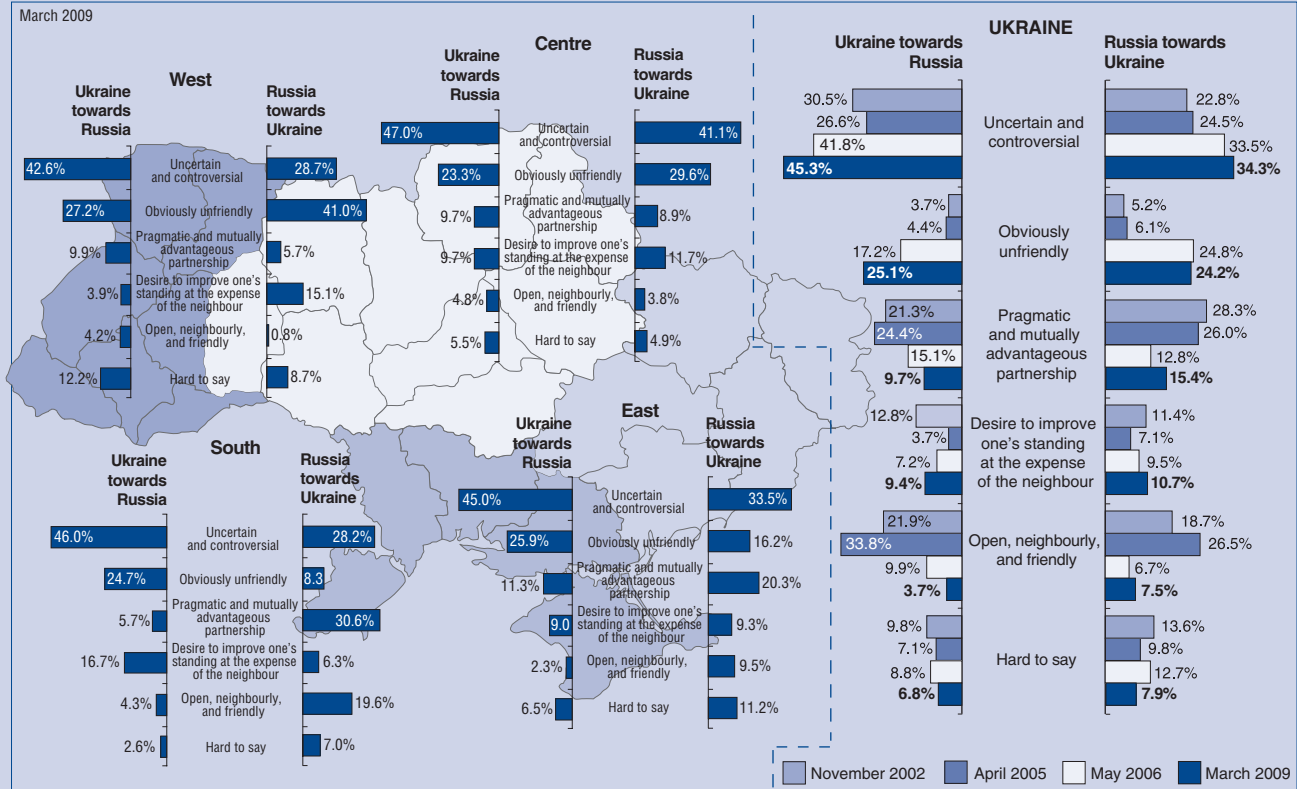 March 2009
West
Ukraine
towards
Russia
Russia
towards
Ukraine
42.6%
Uncertain
and controversial
28.7%
27.2%
Obviously unfriendly
41.0%
9.9%
Pragmatic and mutually
advantageous
partnership
5.7%
3.9%
Desire to improve one's
standing at the expense
of the neighbour
15.1%
4.2%
Open, neighbourly,
and friendly
0.8%
12.2%
Hard to say
8.7%
Centre
Ukraine
towards
Russia
Russia
towards
Ukraine
47.0%
Uncertain
and controversial
41.1%
23.3%
Obviously unfriendly
29.6%
9.7%
Pragmatic and mutually
advantageous
partnership
8.9%
9.7%
Desire to improve one's
standing at the expense
of the neighbour
11.7%
4.8%
Open, neighbourly,
and friendly
3.8%
5.5%
Hard to say
4.9%
South
Ukraine
towards
Russia
Russia
towards
Ukraine
46.0%
Uncertain
and controversial
28.2%
24.7%
Obviously unfriendly
8.3
5.7%
Pragmatic and mutually
advantageous
partnership
30.6%
16.7%
Desire to improve one's
standing at the expense
of the neighbour
6.3%
4.3%
Open, neighbourly,
and friendly
19.6%
2.6%
Hard to say
7.0%
East
Ukraine
towards
Russia
Russia
towards
Ukraine
45.0%
Uncertain
and controversial
33.5%
25.9%
Obviously unfriendly
16.2%
11.3%
Pragmatic and mutually
advantageous
partnership
20.3%
9.0
Desire to improve one's
standing at the expense
of the neighbour
9.3%
2.3%
Open, neighbourly,
and friendly
9.5%
6.5%
Hard to say
11.2%
UKRAINE
Ukraine towards
Russia
Russia towards
Ukraine
30.5%
26.6%
41.8%
45.3%
Uncertain and
controversial
22.8%
24.5%
33.5%
34.3%
3.7%
4.4%
17.2%
25.1%
Obviously
unfriendly
5.2%
6.1%
24.8%
24.2%
21.3%
24.4%
15.1%
9.7%
Pragmatic
and mutually
advantageous
partnership
28.3%
26.0%
12.8%
15.4%
12.8%
3.7%
7.2%
9.4%
Desire to improve
one's standing
at the expense
of the neighbour
11.4%
7.1%
9.5%
10.7%
21.9%
33.8%
9.9%
3.7%
Open, neighbourly,
and friendly
18.7%
26.5%
6.7%
7.5%
9.8%
7.1%
8.8%
6.8%
Hard to say
13.6%
9.8%
12.7%
7.9%
November 2002
April 2005
May 2006
March 2009